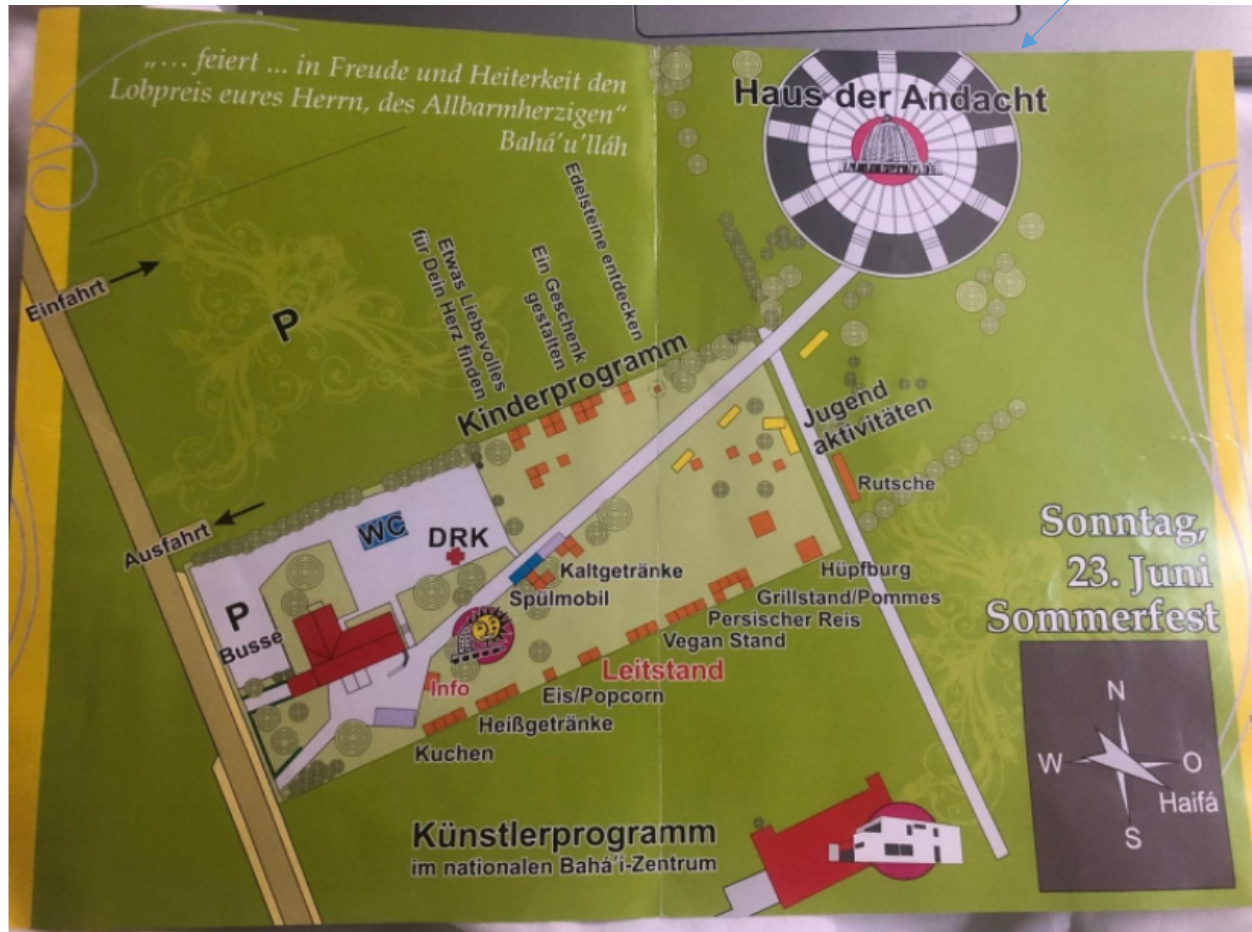 „... feiert ... in Freude und Heiterkeit den
Lobpreis eures Herrn, des Allbarmherzigen“
Bahá´u´lláh
Haus der Andacht
Einfahrt
P
Etwas Liebevolles
für Dein Herz finden
Ein Geschenk
gestalten
Edelsteine entdecken
Kinderprogramm
Jugend
aktivitäten
Rutsche
Ausfahrt
WC
DRK
Kaltgetränke
Spülmobil
Hüpfburg
Grillstand/Pommes
Persischer Reis
Vegan Stand
Leitstand
P
Busse
Info
Eis/Popcorn
Heißgetränke
Kuchen
Sonntag,
23. Juni
Sommerfest
Künstlerprogramm
im nationalen Bahá´i-Zentrum
N
W
O
Haifá
S